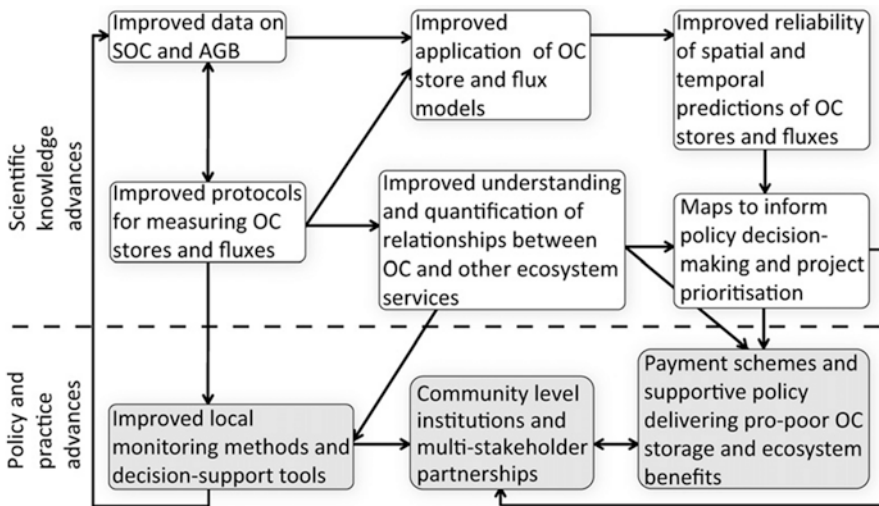 Scientific
knowledge
advances
Improved data on
SOC and AGB
Improved
application of OC
store and flux
models
Improved reliability
of spatial and
temporal
predictions of OC
stores and fluxes
Improved protocols
for measuring OC
stores and fluxes
Improved understanding
and quantification of
relationships between
OC and other ecosystem
services
Maps to inform
policy decision-
making and project
prioritisation
Policy and
practice advances
Improved local
monitoring methods and
decision-support tools
Community level
institutions and
multi-stakeholder
partnerships
Payment schemes and
supportive policy
delivering pro-poor OC
storage and ecosystem
benefits